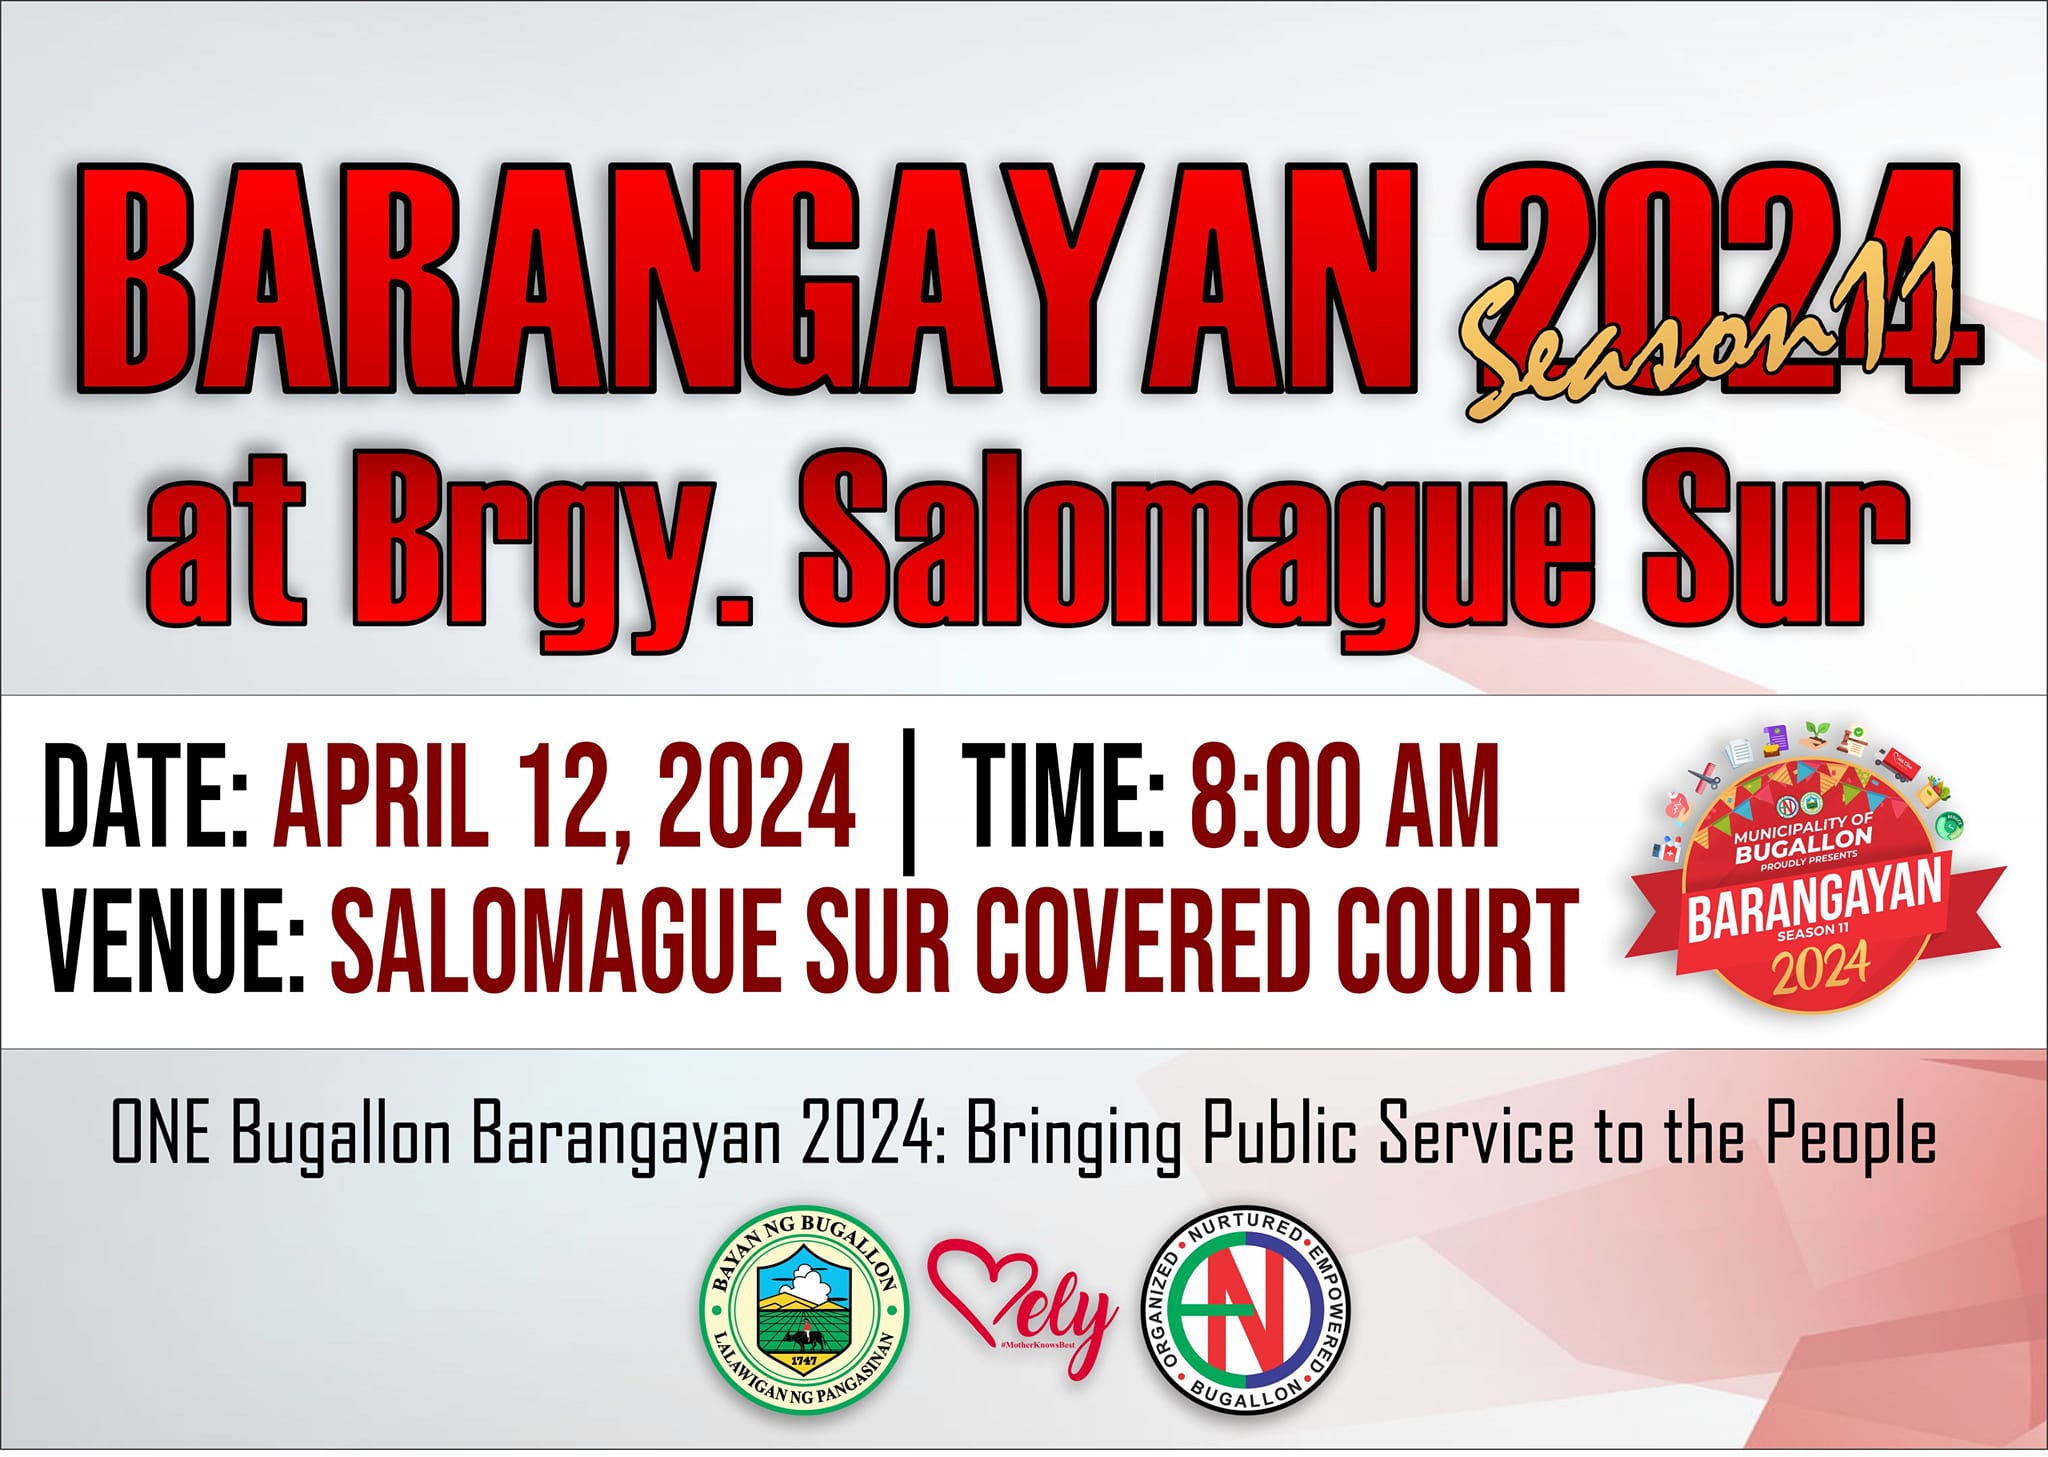 BARANGAYAN 2024
Season 11
at Brgy. Salomague Sur
DATE: APRIL 12, 2024 | TIME: 8:00 AM
VENUE: SALOMAGUE SUR COVERED COURT
MUNICIPALITY OF
BUGALLON
PROUDLY PRESENTS
BARANGAYAN
SEASON 11
2024
ONE Bugallon Barangayan 2024: Bringing Public Service to the People
BAYAN NG BUGALLON
1747
LALAWIGAN NG PANGASINAN
Mely
#MotherKnowsBest
ORGANIZED • NURTURED • EMPOWERED
EN
BUGALLON